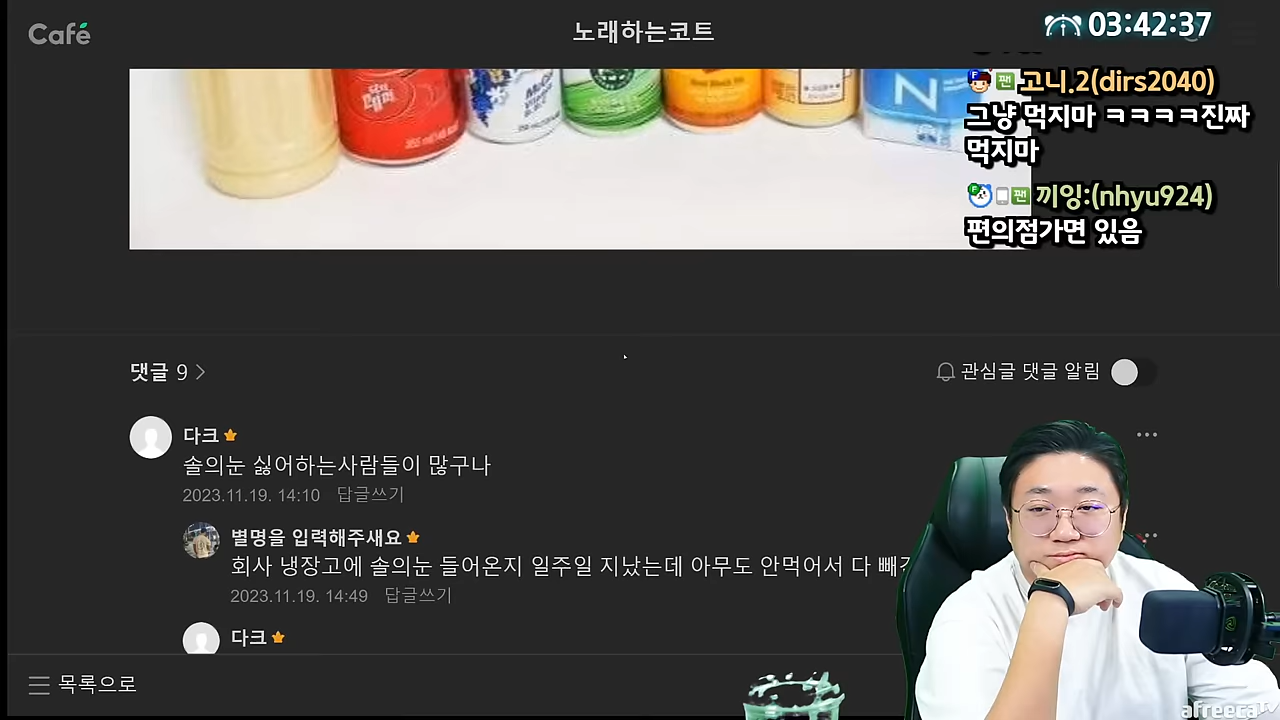 Café
노래하는코트
03:42:37
고니.2(dirs2040)
그냥 먹지마 ㅋㅋㅋㅋ진짜
먹지마
끼잉:(nhyu924)
편의점가면 있음
N
댓글 9
관심글 댓글 알림
다크
솔의눈 싫어하는사람들이 많구나
2023.11.19. 14:10 답글쓰기
별명을 입력해주새요
회사 냉장고에 솔의눈 들어온지 일주일 지났는데 아무도 안먹어서 다
2023.11.19. 14:49 답글쓰기
다크
목록으로
afreecaTV